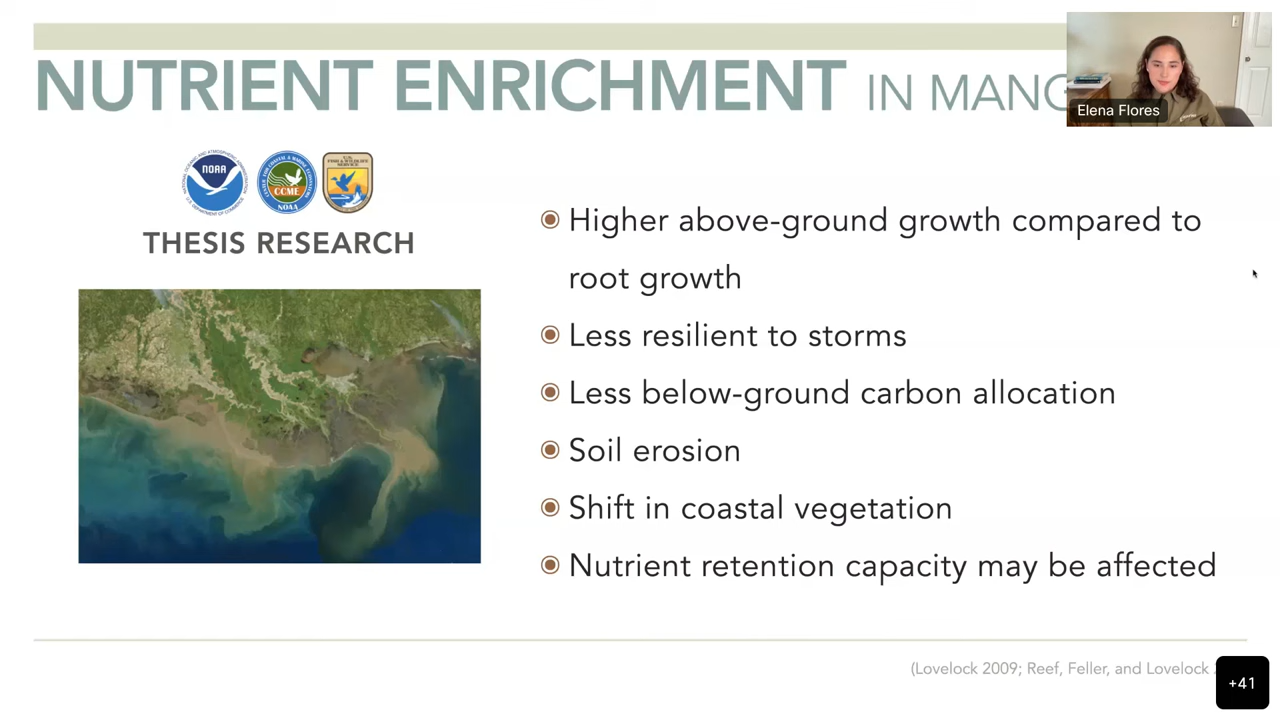 NUTRIENT ENRICHMENT IN MANG
Elena Flores
NOAA
CCME
NOAA
THESIS RESEARCH
Higher above-ground growth compared to
root growth
Less resilient to storms
Less below-ground carbon allocation
Soil erosion
Shift in coastal vegetation
Nutrient retention capacity may be affected
(Lovelock 2009; Reef, Feller, and Lovelock
+41